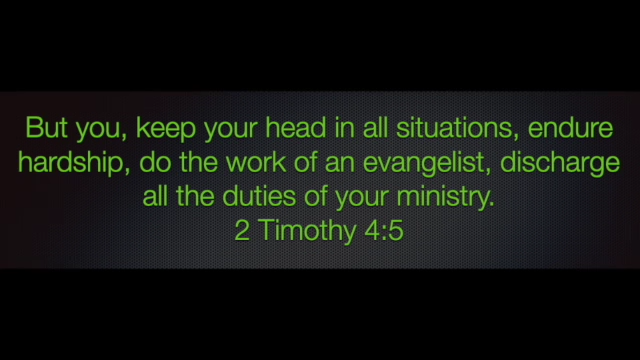 But you, keep your head in all situations, endure
hardship, do the work of an evangelist, discharge
all the duties of your ministry.
2 Timothy 4:5